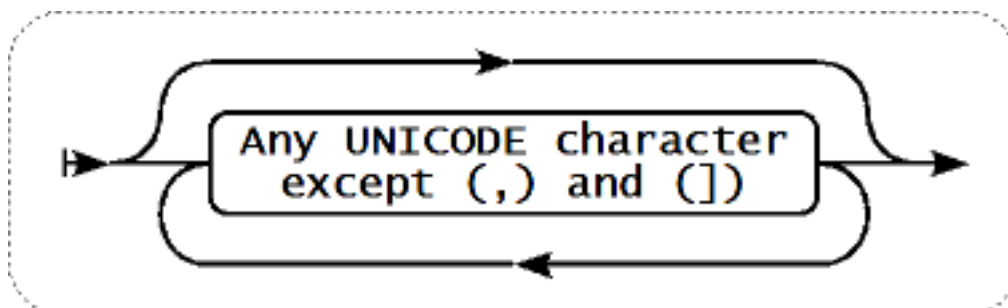 Any UNICODE character
except (,) and (])